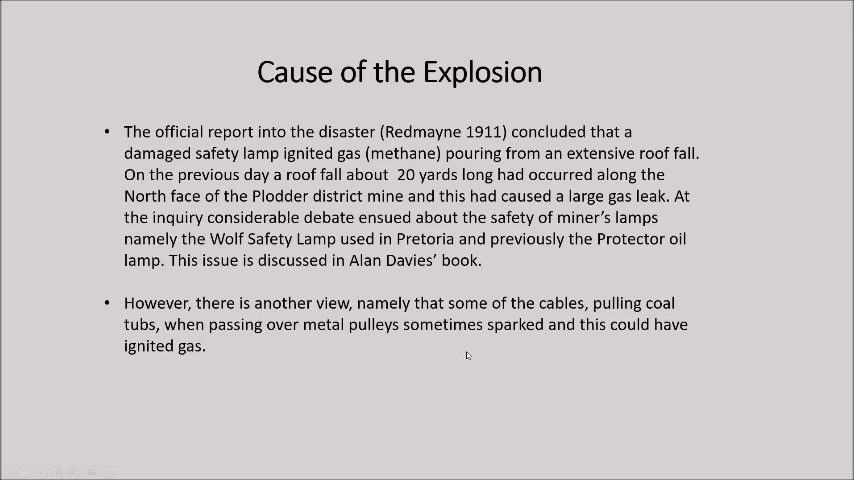 Cause of the Explosion
• The official report into the disaster (Redmayne 1911) concluded that a
damaged safety lamp ignited gas (methane) pouring from an extensive roof fall.
On the previous day a roof fall about  20 yards long had occurred along the
North face of the Plodder district mine and this had caused a large gas leak. At
the inquiry considerable debate ensued about the safety of miner’s lamps
namely the Wolf Safety Lamp used in Pretoria and previously the Protector oil
lamp. This issue is discussed in Alan Davies’ book.
• However, there is another view, namely that some of the cables, pulling coal
tubs, when passing over metal pulleys sometimes sparked and this could have
ignited gas.